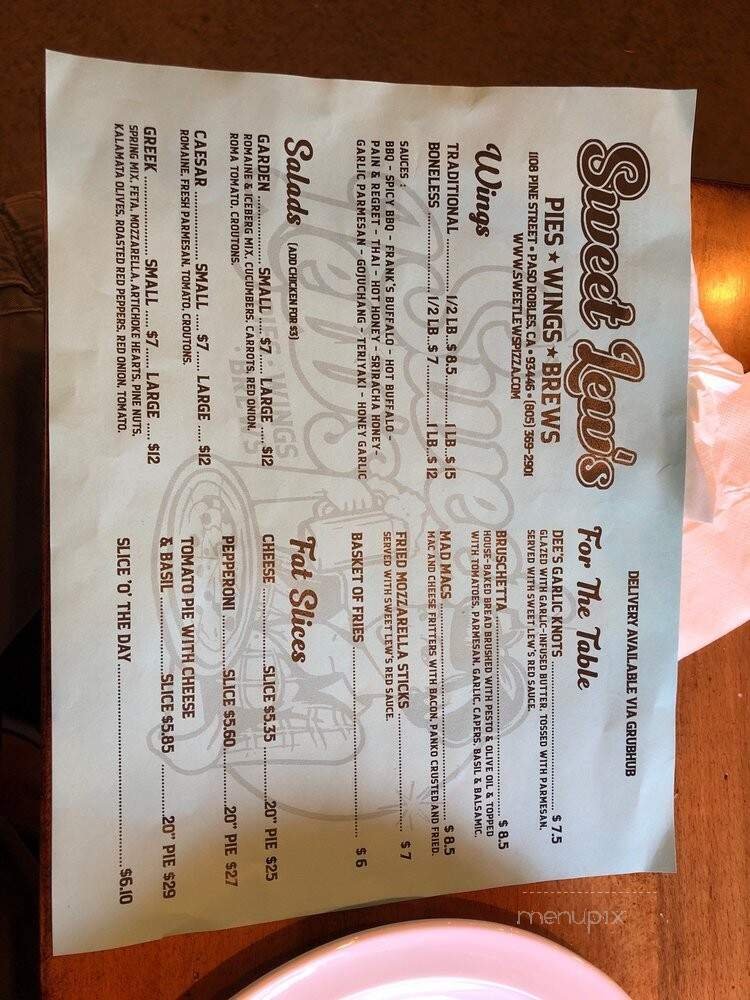 Sweet Lew's
PIES ★ WINGS ★ BREWS
1108 PINE STREET • PASO ROBLES, CA • 93446 • (805) 369-2901
WWW.SWEETLEWSPIZZA.COM
Wings
TRADITIONAL ............ 1/2 LB...$ 8.5 ............ 1 LB...$ 15
BONELESS ............ 1/2 LB...$ 7 ............ 1 LB...$ 12
SAUCES :
BBQ - SPICY BBQ - FRANK'S BUFFALO - HOT BUFFALO -
PAIN & REGRET - THAI - HOT HONEY - SRIRACHA HONEY-
GARLIC PARMESAN - GOJUCHANG - TERIYAKI - HONEY GARLIC
Salads (ADD CHICKEN FOR $3)
GARDEN ............ SMALL ..... $7 ...... LARGE ..... $12
ROMAINE & ICEBERG MIX, CUCUMBERS, CARROTS, RED ONION,
ROMA TOMATO, CROUTONS.
CAESAR ............ SMALL ..... $7 ...... LARGE ..... $12
ROMAINE, FRESH PARMESAN, TOMATO, CROUTONS.
GREEK ............ SMALL ..... $7 ...... LARGE ..... $12
SPRING MIX, FETA, MOZZARELLA, ARTICHOKE HEARTS, PINE NUTS,
KALAMATA OLIVES, ROASTED RED PEPPERS, RED ONION, TOMATO.
DELIVERY AVAILABLE VIA GRUBHUB
For The Table
DEE'S GARLIC KNOTS ............ $ 7.5
GLAZED WITH GARLIC-INFUSED BUTTER, TOSSED WITH PARMESAN,
SERVED WITH SWEET LEW'S RED SAUCE.
BRUSCHETTA ............ $ 8.5
HOUSE-BAKED BREAD BRUSHED WITH PESTO & OLIVE OIL & TOPPED
WITH TOMATOES, PARMESAN, GARLIC, CAPERS, BASIL & BALSAMIC.
MAD MACS ............ $ 8.5
MAC AND CHEESE FRITTERS WITH BACON, PANKO CRUSTED AND FRIED.
FRIED MOZZARELLA STICKS ............ $ 7
SERVED WITH SWEET LEW'S RED SAUCE.
BASKET OF FRIES ............ $ 6
Fat Slices
CHEESE ............ SLICE $5.35 ............ 20" PIE $25
PEPPERONI ............ SLICE $5.60 ............ 20" PIE $27
TOMATO PIE WITH CHEESE
& BASIL ............ SLICE $5.85 ............ 20" PIE $29
SLICE 'O' THE DAY ............ $6.10
Sweet Lew's
PIES · WINGS
· BREWS
menupix